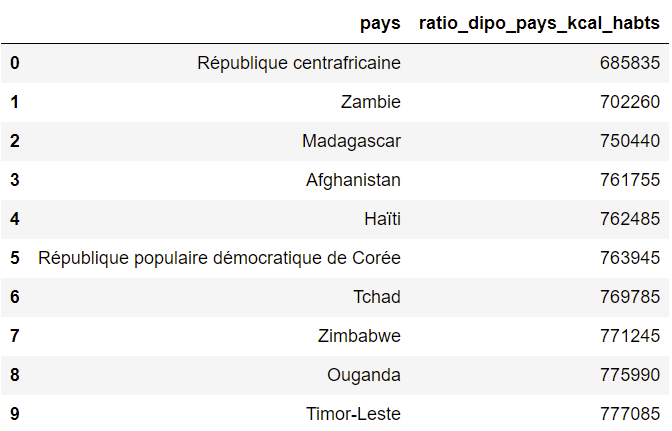 pays ratio_dipo_pays_kcal_habts
0 République centrafricaine 685835
1 Zambie 702260
2 Madagascar 750440
3 Afghanistan 761755
4 Haïti 762485
5 République populaire démocratique de Corée 763945
6 Tchad 769785
7 Zimbabwe 771245
8 Ouganda 775990
9 Timor-Leste 777085